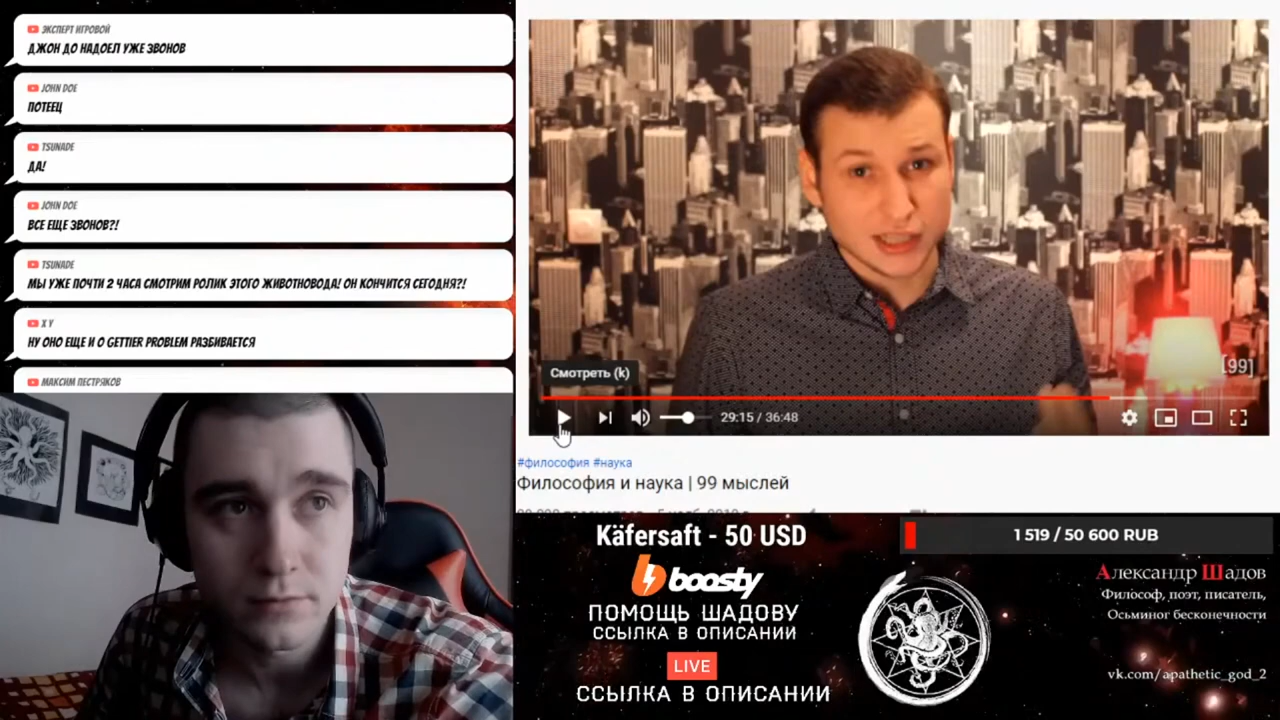 ЭКСПЕРТ ИГРОВОЙ
ДЖОН ДО НАДОЕЛ УЖЕ ЗВОНОВ
JOHN DOE
ПОТЕЕЦ
TSUNADE
ДА!
JOHN DOE
ВСЕ ЕЩЕ ЗВОНОВ?!
TSUNADE
МЫ УЖЕ ПОЧТИ 2 ЧАСА СМОТРИМ РОЛИК ЭТОГО ЖИВОТНОВОДА! ОН КОНЧИТСЯ СЕГОДНЯ?!
X Y
НУ ОНО ЕЩЕ И О GETTIER PROBLEM РАЗБИВАЕТСЯ
МАКСИМ ПЕСТРЯКОВ
[99]
Смотреть (k)
29:15 / 36:48
#философия #наука
Философия и наука | 99 мыслей
Käfersaft - 50 USD
boosty
ПОМОЩЬ ШАДОВУ
ССЫЛКА В ОПИСАНИИ
LIVE
ССЫЛКА В ОПИСАНИИ
1 519 / 50 600 RUB
Александр Шадов
Философ, поэт, писатель,
Осьминог бесконечности
vk.com/apathetic_god_2